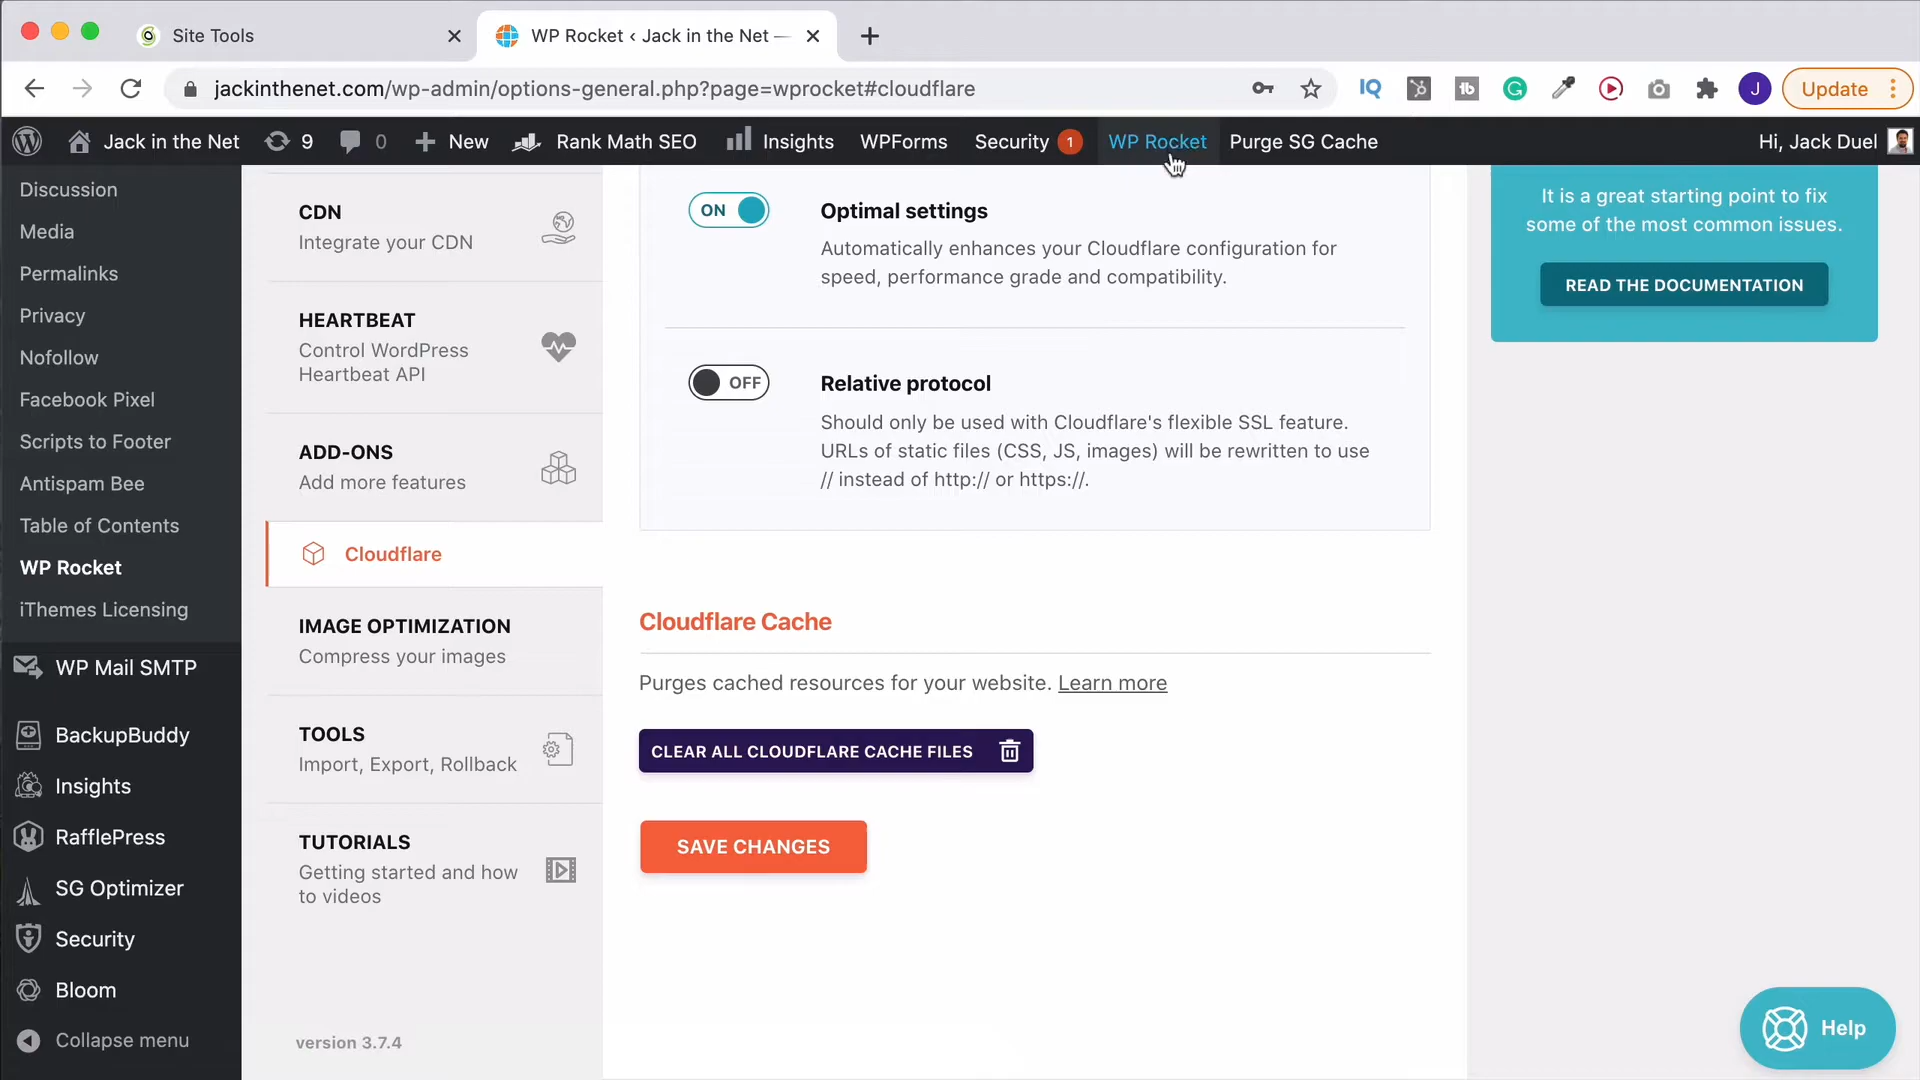 Site Tools
WP Rocket ‹ Jack in the Net —
jackinthenet.com/wp-admin/options-general.php?page=wprocket#cloudflare
IQ
tb
J
Update
Jack in the Net
9
0
New
Rank Math SEO
Insights
WPForms
Security
1
WP Rocket
Purge SG Cache
Hi, Jack Duel
Discussion
Media
Permalinks
Privacy
Nofollow
Facebook Pixel
Scripts to Footer
Antispam Bee
Table of Contents
WP Rocket
iThemes Licensing
WP Mail SMTP
BackupBuddy
Insights
RafflePress
SG Optimizer
Security
Bloom
Collapse menu
CDN
Integrate your CDN
HEARTBEAT
Control WordPress
Heartbeat API
ADD-ONS
Add more features
Cloudflare
IMAGE OPTIMIZATION
Compress your images
TOOLS
Import, Export, Rollback
TUTORIALS
Getting started and how
to videos
version 3.7.4
ON
Optimal settings
Automatically enhances your Cloudflare configuration for
speed, performance grade and compatibility.
OFF
Relative protocol
Should only be used with Cloudflare's flexible SSL feature.
URLs of static files (CSS, JS, images) will be rewritten to use
// instead of http:// or https://.
Cloudflare Cache
Purges cached resources for your website. Learn more
CLEAR ALL CLOUDFLARE CACHE FILES
SAVE CHANGES
It is a great starting point to fix
some of the most common issues.
READ THE DOCUMENTATION
Help